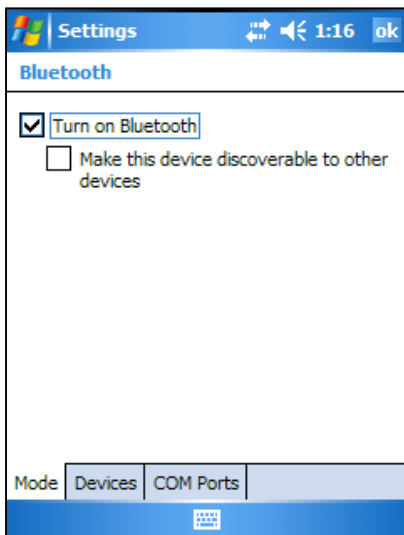 Settings 1:16 ok
Bluetooth
Turn on Bluetooth
Make this device discoverable to other
devices
Mode Devices COM Ports